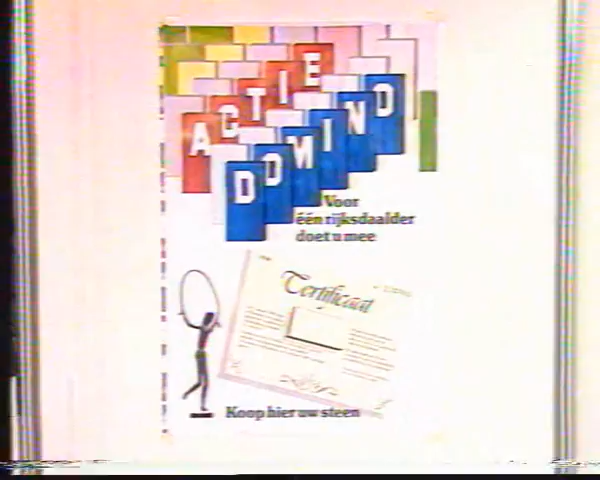 ACTIE
DOMINO
Voor
één rijksdaalder
doet u mee
Certificaat
Koop hier uw steen